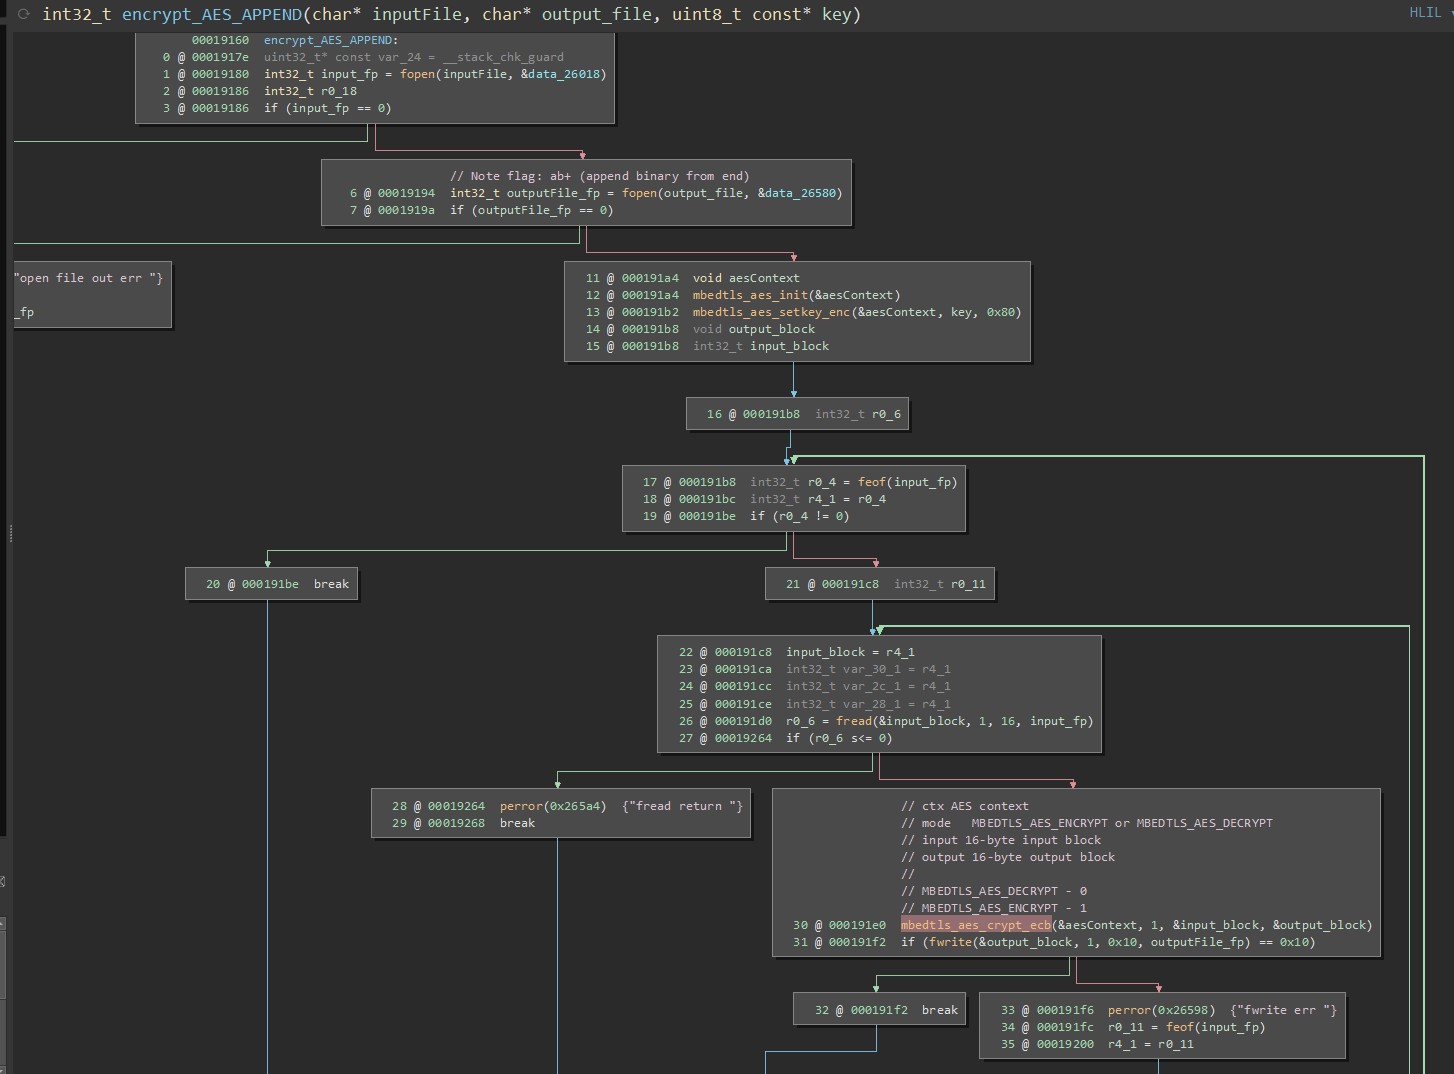 int32_t encrypt_AES_APPEND(char* inputFile, char* output_file, uint8_t const* key)
HLIL
00019160 encrypt_AES_APPEND:
0 @ 0001917e uint32_t* const var_24 = __stack_chk_guard
1 @ 00019180 int32_t input_fp = fopen(inputFile, &data_26018)
2 @ 00019186 int32_t r0_18
3 @ 00019186 if (input_fp == 0)
// Note flag: ab+ (append binary from end)
6 @ 00019194 int32_t outputFile_fp = fopen(output_file, &data_26580)
7 @ 0001919a if (outputFile_fp == 0)
"open file out err "}
_fp
11 @ 000191a4 void aesContext
12 @ 000191a4 mbedtls_aes_init(&aesContext)
13 @ 000191b2 mbedtls_aes_setkey_enc(&aesContext, key, 0x80)
14 @ 000191b8 void output_block
15 @ 000191b8 int32_t input_block
16 @ 000191b8 int32_t r0_6
17 @ 000191b8 int32_t r0_4 = feof(input_fp)
18 @ 000191bc int32_t r4_1 = r0_4
19 @ 000191be if (r0_4 != 0)
20 @ 000191be break
21 @ 000191c8 int32_t r0_11
22 @ 000191c8 input_block = r4_1
23 @ 000191ca int32_t var_30_1 = r4_1
24 @ 000191cc int32_t var_2c_1 = r4_1
25 @ 000191ce int32_t var_28_1 = r4_1
26 @ 000191d0 r0_6 = fread(&input_block, 1, 16, input_fp)
27 @ 00019264 if (r0_6 s<= 0)
28 @ 00019264 perror(0x265a4) {"fread return "}
29 @ 00019268 break
// ctx AES context
// mode MBEDTLS_AES_ENCRYPT or MBEDTLS_AES_DECRYPT
// input 16-byte input block
// output 16-byte output block
//
// MBEDTLS_AES_DECRYPT - 0
// MBEDTLS_AES_ENCRYPT - 1
30 @ 000191e0 mbedtls_aes_crypt_ecb(&aesContext, 1, &input_block, &output_block)
31 @ 000191f2 if (fwrite(&output_block, 1, 0x10, outputFile_fp) == 0x10)
32 @ 000191f2 break
33 @ 000191f6 perror(0x26598) {"fwrite err "}
34 @ 000191fc r0_11 = feof(input_fp)
35 @ 00019200 r4_1 = r0_11